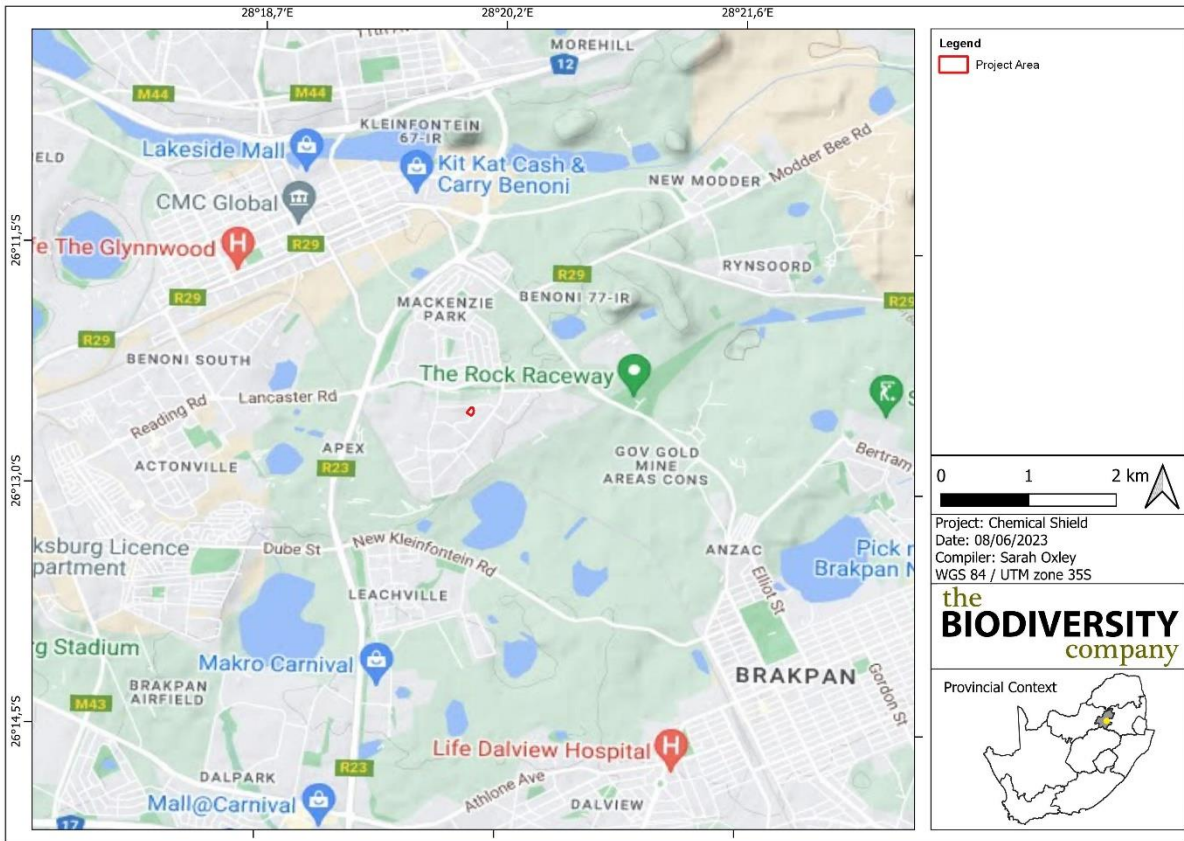 28°18,7'E
28°20,2'E
28°21,6'E
26°11,5'S
26°13,0'S
26°14,5'S
MOREHILL
12
M44
M44
KLEINFONTEIN
67-IR
Lakeside Mall
Kit Kat Cash &
Carry Benoni
Modder Bee Rd
NEW MODDER
CMC Global
fe The Glynnwood
H
R29
R29
R29
R29
R29
RYNSOORD
BENONI 77-IR
MACKENZIE
PARK
BENONI SOUTH
The Rock Raceway
Lancaster Rd
Reading Rd
APEX
ACTONVILLE
R23
GOV GOLD
MINE
AREAS CONS
Bertram
S
ksburg Licence
partment
Dube St
New Kleinfontein Rd
ANZAC
Pick n
Brakpan N
Elliot St
LEACHVILLE
rg Stadium
Makro Carnival
BRAKPAN
Gordon St
M43
BRAKPAN
AIRFIELD
Life Dalview Hospital
H
R23
DALPARK
Mall@Carnival
Athlone Ave
DALVIEW
17
Legend
Project Area
0 1 2 km
Project: Chemical Shield
Date: 08/06/2023
Compiler: Sarah Oxley
WGS 84 / UTM zone 35S
the
BIODIVERSITY
company
Provincial Context